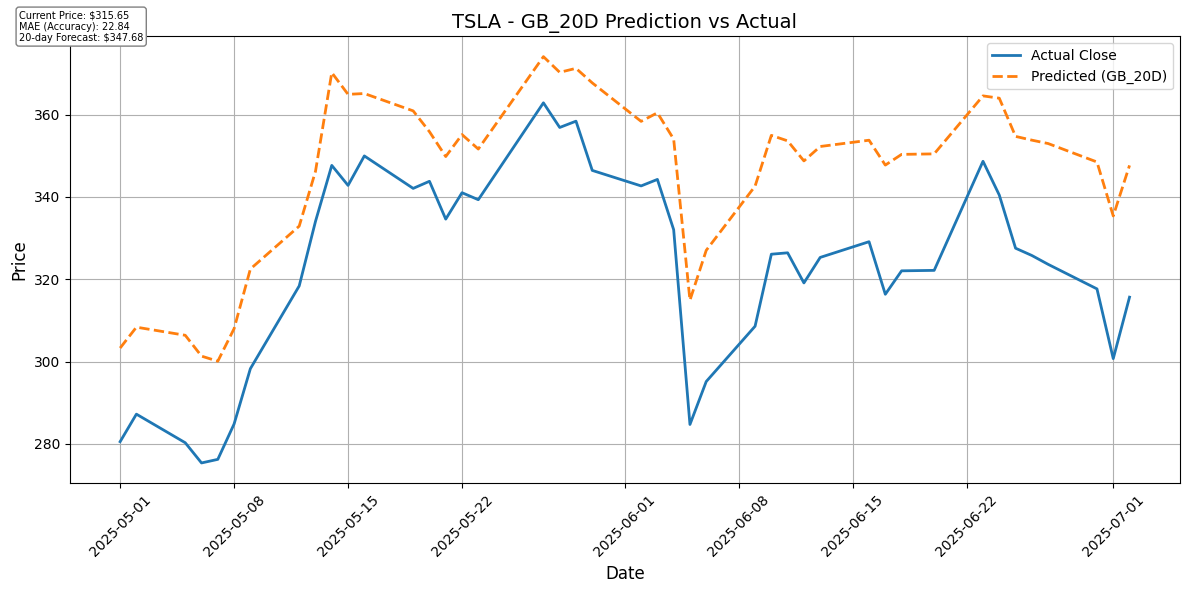 Current Price: $315.65
MAE (Accuracy): 22.84
20-day Forecast: $347.68
TSLA - GB_20D Prediction vs Actual
Actual Close
Predicted (GB_20D)
Price
360
340
320
300
280
2025-05-01
2025-05-08
2025-05-15
2025-05-22
2025-06-01
2025-06-08
2025-06-15
2025-06-22
2025-07-01
Date